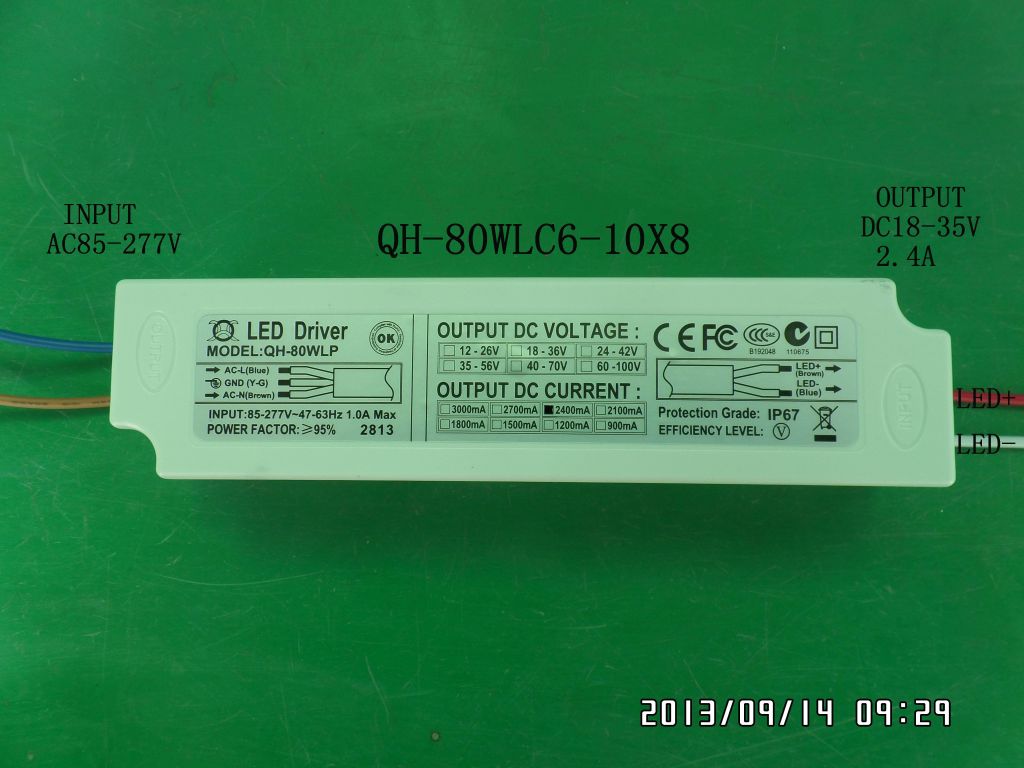 INPUT
AC85-277V
QH-80WLC6-10X8
OUTPUT
DC18-35V
2.4A
OUTPUT
LED Driver
MODEL:QH-80WLP
OK
AC-L(Blue)
GND (Y-G)
AC-N(Brown)
INPUT:85-277V~47-63Hz 1.0A Max
POWER FACTOR: ≥95% 2813
OUTPUT DC VOLTAGE :
12 - 26V 18 - 36V 24 - 42V
35 - 56V 40 - 70V 60 -100V
OUTPUT DC CURRENT :
3000mA 2700mA 2400mA 2100mA
1800mA 1500mA 1200mA 900mA
CE FC CCC S&E
B192048 110675
LED+
(Brown)
LED-
(Blue)
Protection Grade: IP67
EFFICIENCY LEVEL: V
INPUT
LED+
LED-
2013/09/14 09:29